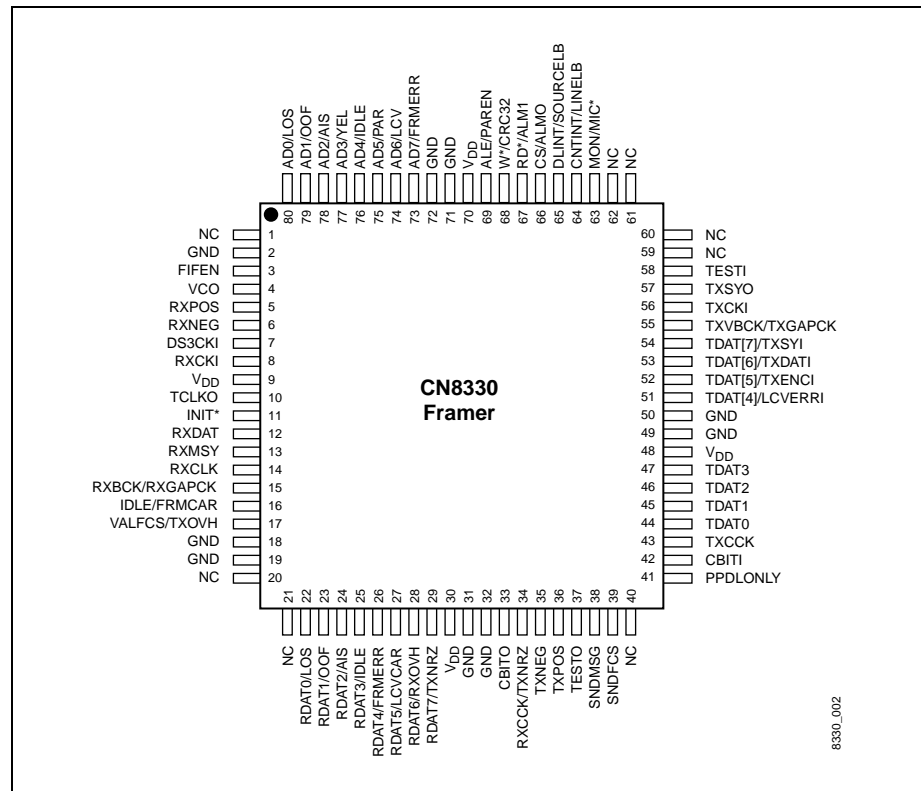 AD0/LOS
AD1/OOF
AD2/AIS
AD3/YEL
AD4/IDLE
AD5/PAR
AD6/LCV
AD7/FRMERR
GND
GND
VDD
ALE/PAREN
W*/CRC32
RD*/ALM1
CS/ALMO
DLINT/SOURCELB
CNTINT/LINELB
MON/MIC*
NC
NC
80 79 78 77 76 75 74 73 72 71 70 69 68 67 66 65 64 63 62 61
NC 1
GND 2
FIFEN 3
VCO 4
RXPOS 5
RXNEG 6
DS3CKI 7
RXCKI 8
VDD 9
TCLKO 10
INIT* 11
RXDAT 12
RXMSY 13
RXCLK 14
RXBCK/RXGAPCK 15
IDLE/FRMCAR 16
VALFCS/TXOVH 17
GND 18
GND 19
NC 20
CN8330
Framer
60 NC
59 NC
58 TESTI
57 TXSYO
56 TXCKI
55 TXVBCK/TXGAPCK
54 TDAT[7]/TXSYI
53 TDAT[6]/TXDATI
52 TDAT[5]/TXENCI
51 TDAT[4]/LCVERRI
50 GND
49 GND
48 VDD
47 TDAT3
46 TDAT2
45 TDAT1
44 TDAT0
43 TXCCK
42 CBITI
41 PPDLONLY
21 22 23 24 25 26 27 28 29 30 31 32 33 34 35 36 37 38 39 40
NC
RDAT0/LOS
RDAT1/OOF
RDAT2/AIS
RDAT3/IDLE
RDAT4/FRMERR
RDAT5/LCVCAR
RDAT6/RXOVH
RDAT7/TXNRZ
VDD
GND
GND
CBITO
RXCCK/TXNRZ
TXNEG
TXPOS
TESTO
SNDMSG
SNDFCS
NC
8330_002